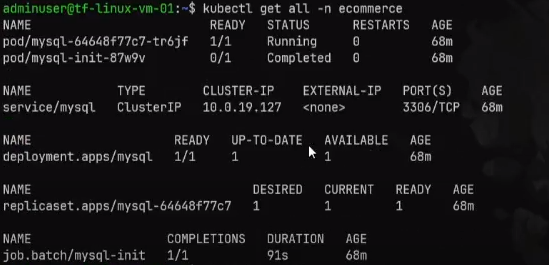 adminuser@tf-linux-vm-01:~$ kubectl get all -n ecommerce
NAME READY STATUS RESTARTS AGE
pod/mysql-64648f77c7-tr6jf 1/1 Running 0 68m
pod/mysql-init-87w9v 0/1 Completed 0 68m
NAME TYPE CLUSTER-IP EXTERNAL-IP PORT(S) AGE
service/mysql ClusterIP 10.0.19.127 <none> 3306/TCP 68m
NAME READY UP-TO-DATE AVAILABLE AGE
deployment.apps/mysql 1/1 1 1 68m
NAME DESIRED CURRENT READY AGE
replicaset.apps/mysql-64648f77c7 1 1 1 68m
NAME COMPLETIONS DURATION AGE
job.batch/mysql-init 1/1 91s 68m